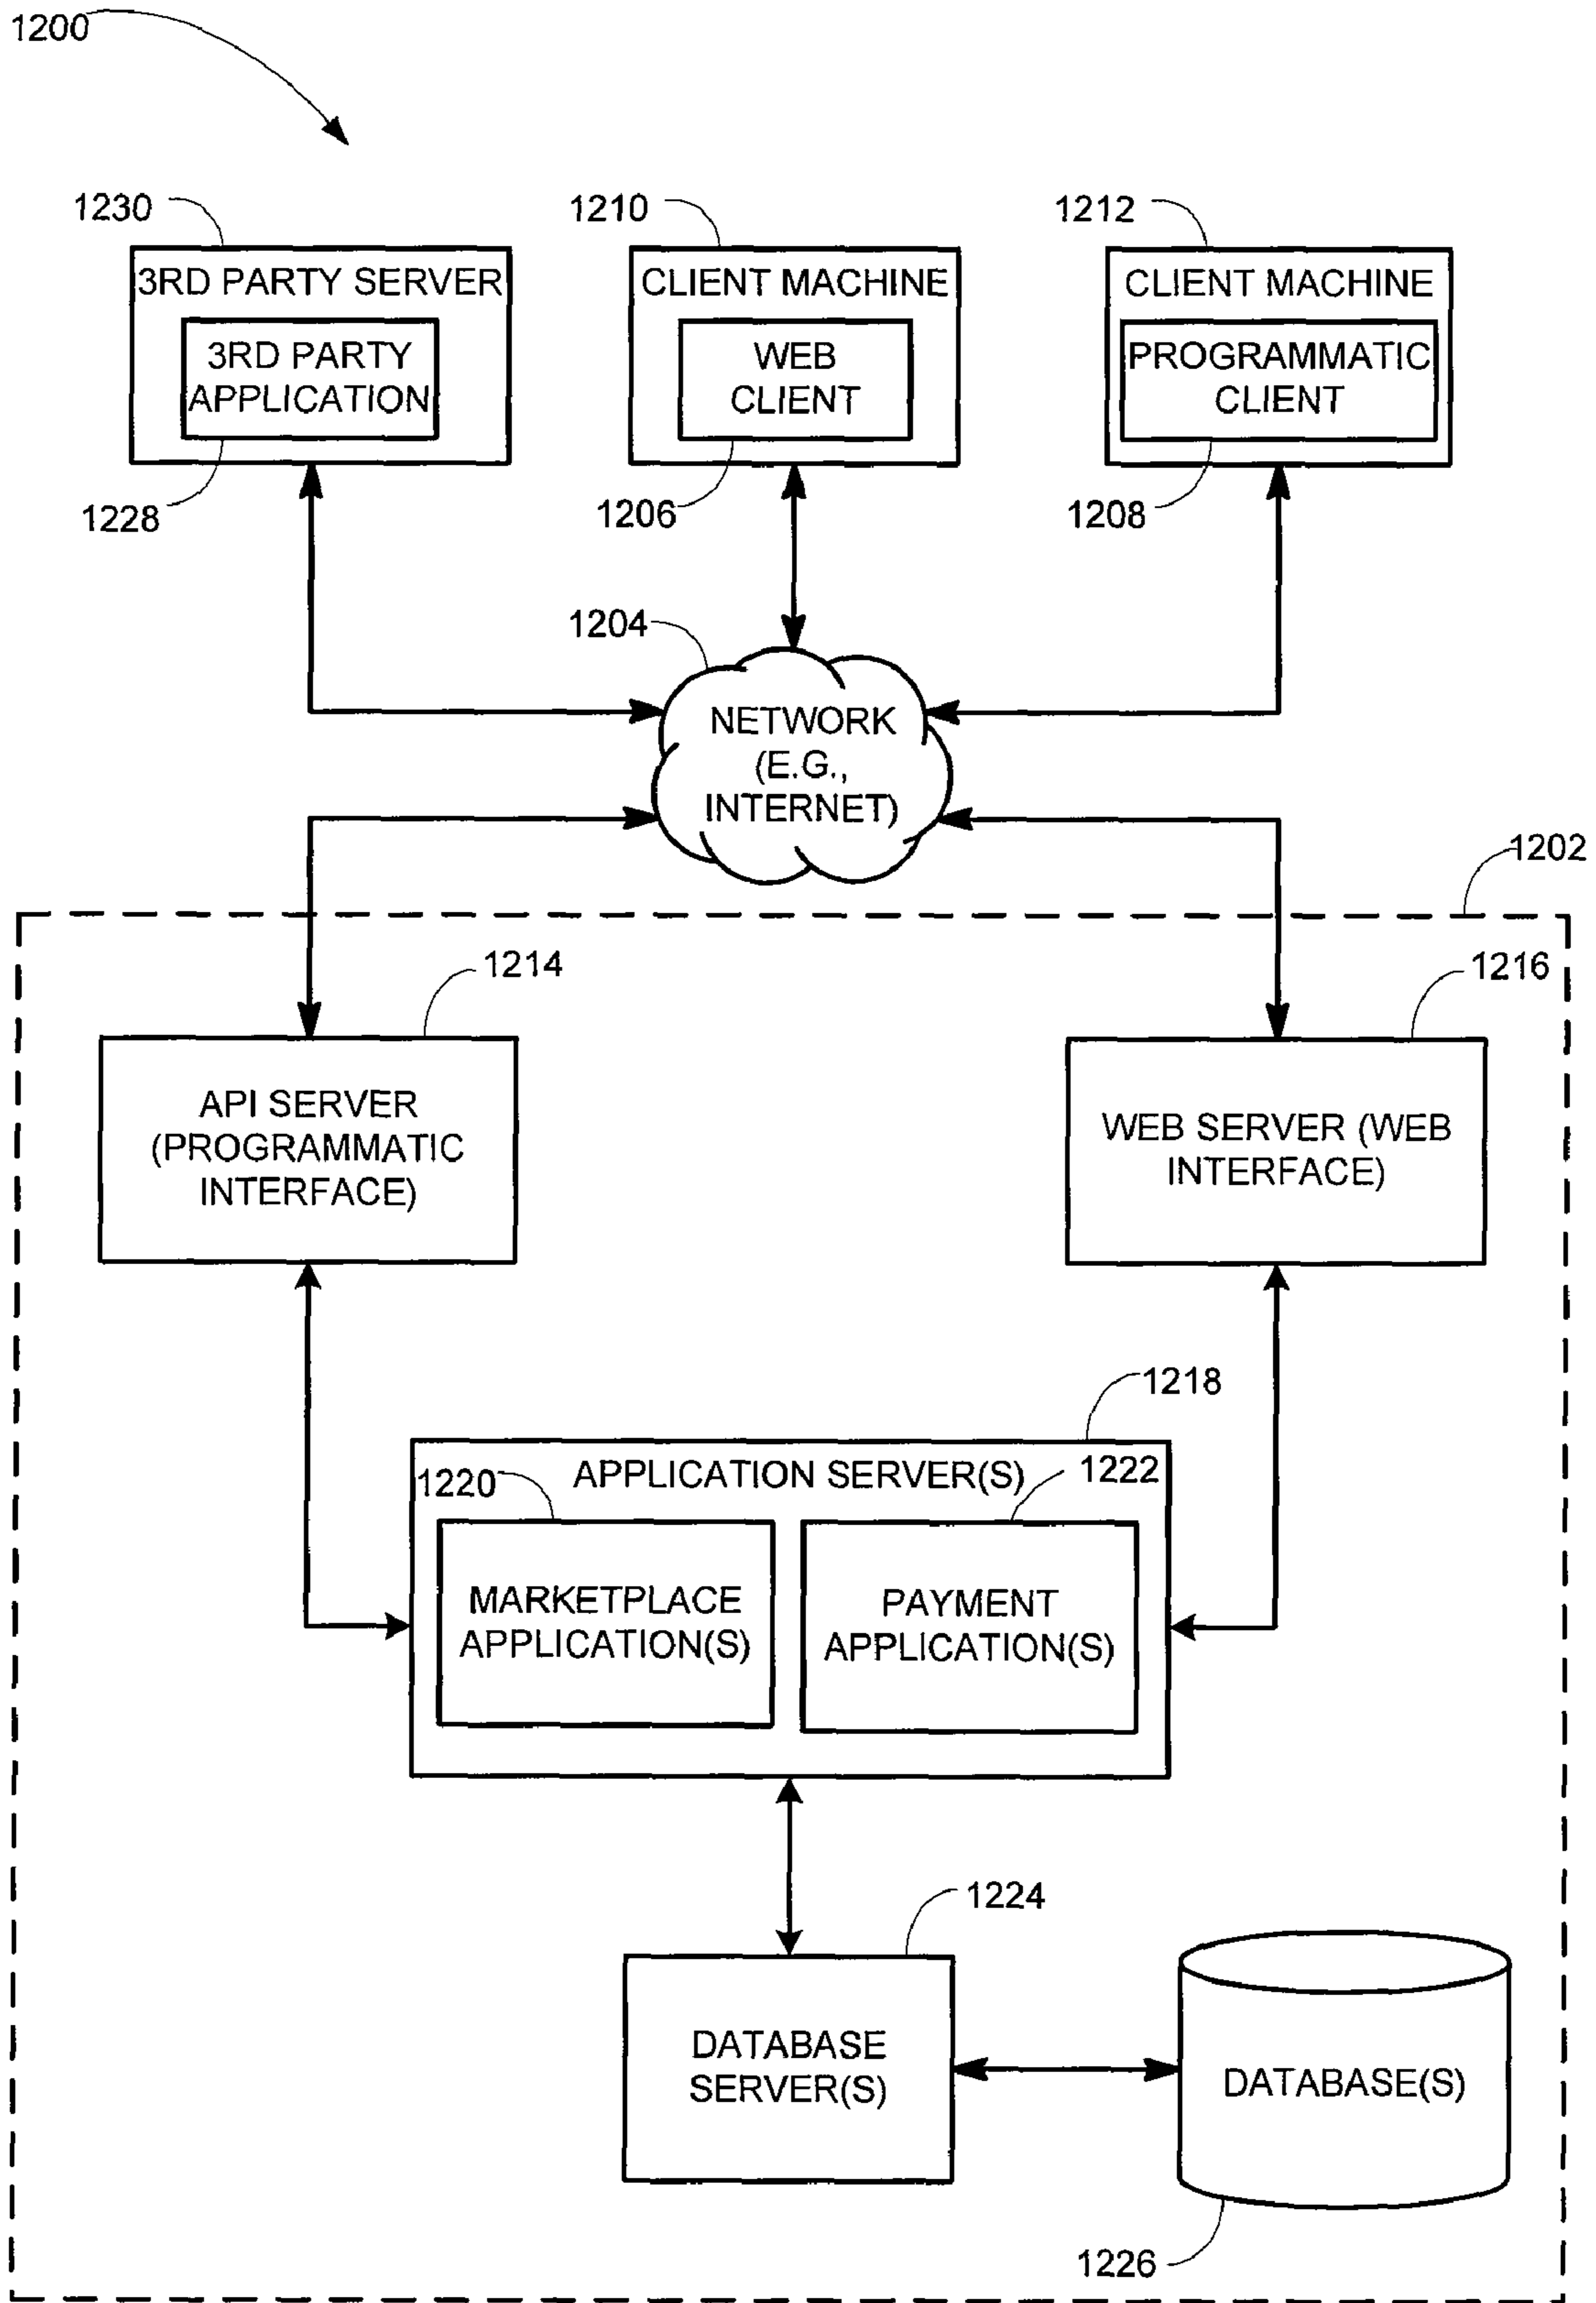 1200
1230
1210
1212
3RD PARTY SERVER
CLIENT MACHINE
CLIENT MACHINE
3RD PARTY
APPLICATION
WEB
CLIENT
PROGRAMMATIC
CLIENT
1228
1206
1208
1204
NETWORK
(E.G.,
INTERNET)
1202
1214
1216
API SERVER
(PROGRAMMATIC
INTERFACE)
WEB SERVER (WEB
INTERFACE)
1218
APPLICATION SERVER(S)
1220
1222
MARKETPLACE
APPLICATION(S)
PAYMENT
APPLICATION(S)
1224
DATABASE
SERVER(S)
DATABASE(S)
1226